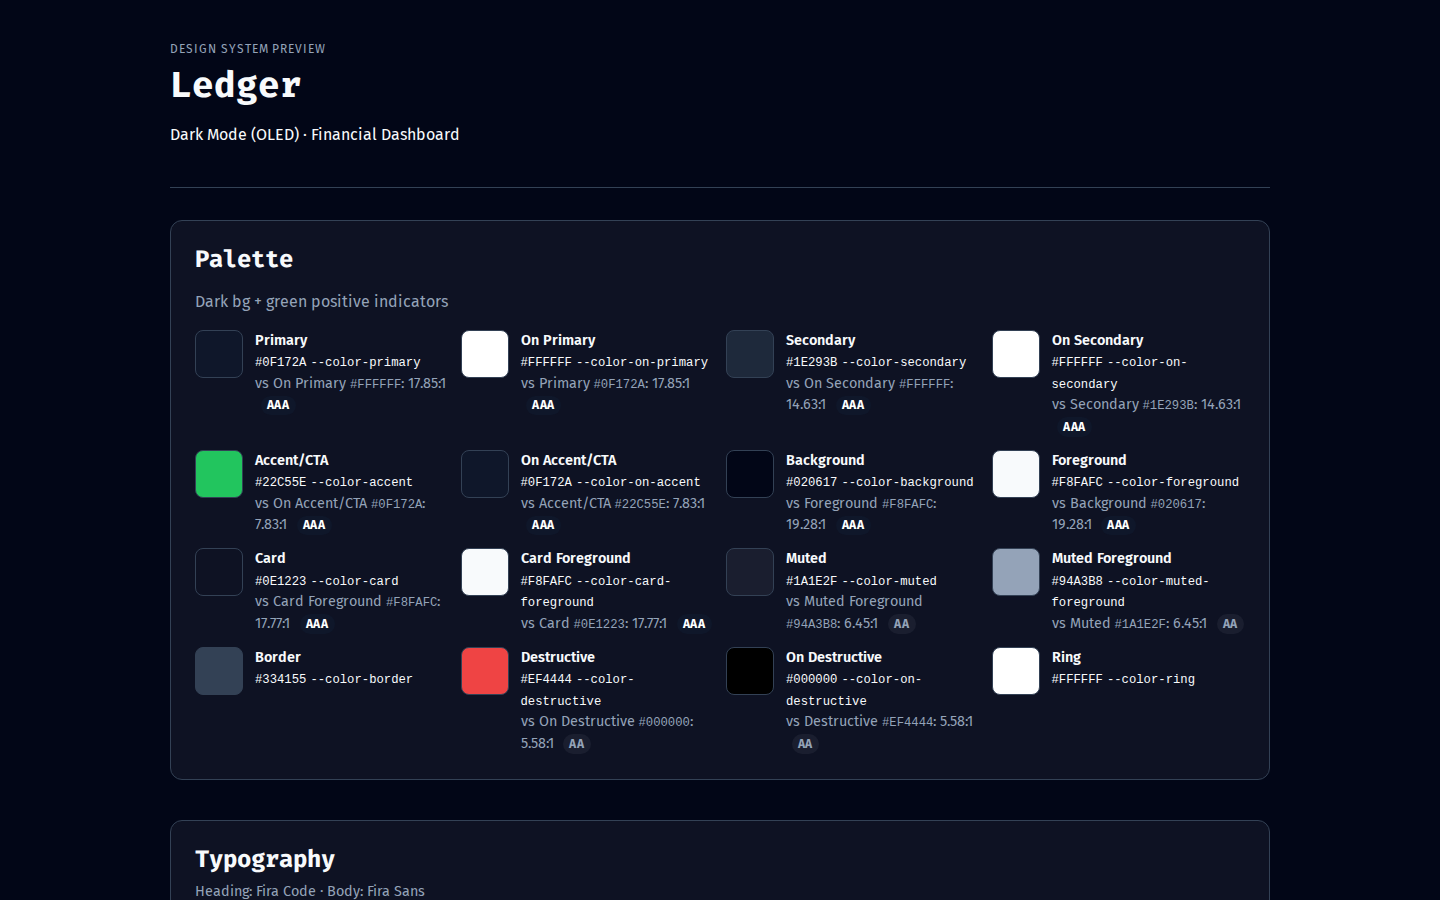 DESIGN SYSTEM PREVIEW
Ledger
Dark Mode (OLED) · Financial Dashboard
Palette
Dark bg + green positive indicators
Primary
#0F172A --color-primary
vs On Primary #FFFFFF: 17.85:1
AAA
On Primary
#FFFFFF --color-on-primary
vs Primary #0F172A: 17.85:1
AAA
Secondary
#1E293B --color-secondary
vs On Secondary #FFFFFF:
14.63:1 AAA
On Secondary
#FFFFFF --color-on-
secondary
vs Secondary #1E293B: 14.63:1
AAA
Accent/CTA
#22C55E --color-accent
vs On Accent/CTA #0F172A:
7.83:1 AAA
On Accent/CTA
#0F172A --color-on-accent
vs Accent/CTA #22C55E: 7.83:1
AAA
Background
#020617 --color-background
vs Foreground #F8FAFC:
19.28:1 AAA
Foreground
#F8FAFC --color-foreground
vs Background #020617:
19.28:1 AAA
Card
#0E1223 --color-card
vs Card Foreground #F8FAFC:
17.77:1 AAA
Card Foreground
#F8FAFC --color-card-
foreground
vs Card #0E1223: 17.77:1 AAA
Muted
#1A1E2F --color-muted
vs Muted Foreground
#94A3B8: 6.45:1 AA
Muted Foreground
#94A3B8 --color-muted-
foreground
vs Muted #1A1E2F: 6.45:1 AA
Border
#334155 --color-border
Destructive
#EF4444 --color-
destructive
vs On Destructive #000000:
5.58:1 AA
On Destructive
#000000 --color-on-
destructive
vs Destructive #EF4444: 5.58:1
AA
Ring
#FFFFFF --color-ring
Typography
Heading: Fira Code · Body: Fira Sans